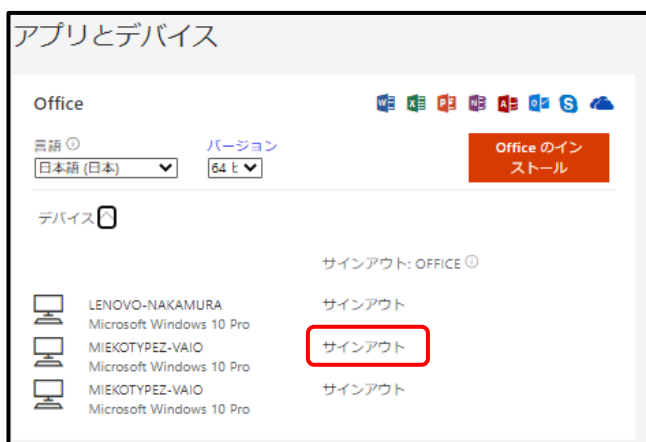 アプリとデバイス
Office
言語
バージョン
日本語 (日本)
64 ビ
Office のイン
ストール
デバイス
サインアウト: OFFICE
LENOVO-NAKAMURA
サインアウト
Microsoft Windows 10 Pro
MIEKOTYPEZ-VAIO
サインアウト
Microsoft Windows 10 Pro
MIEKOTYPEZ-VAIO
サインアウト
Microsoft Windows 10 Pro